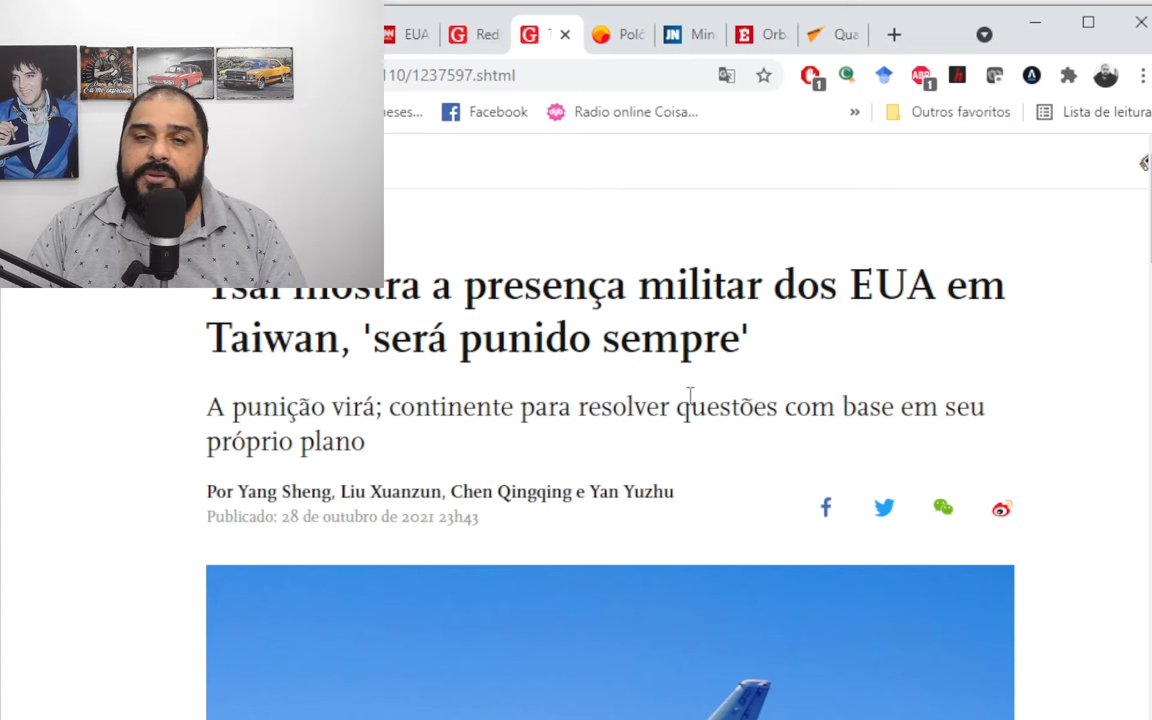 EUA
Red
Poló
Min
Orb
Qua
110/1237597.shtml
eses...
Facebook
Radio online Coisa...
»
Outros favoritos
Lista de leitura
Tsai mostra a presença militar dos EUA em
Taiwan, 'será punido sempre'
A punição virá; continente para resolver questões com base em seu
próprio plano
Por Yang Sheng, Liu Xuanzun, Chen Qingqing e Yan Yuzhu
Publicado: 28 de outubro de 2021 23h43